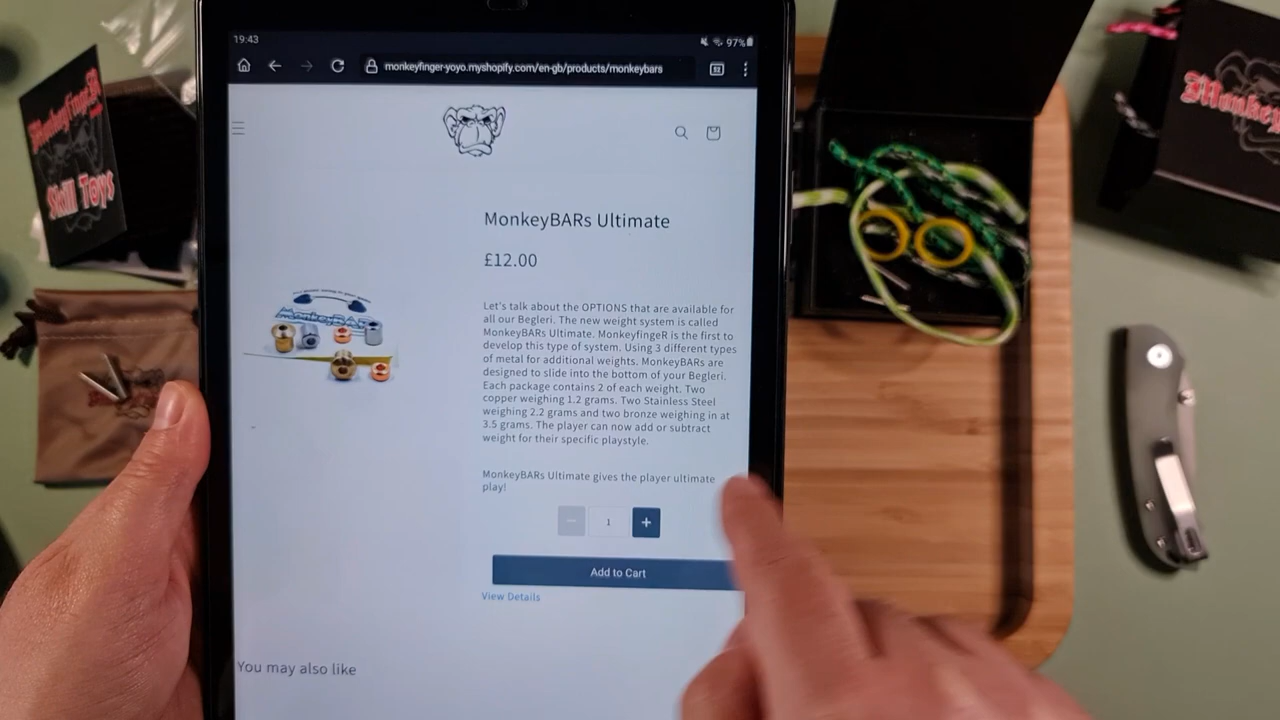 19:43
97%
monkeyfinger-yoyo.myshopify.com/en-gb/products/monkeybars
MonkeyfingeR
Skill Toys
MonkeyBARs Ultimate
£12.00
Let's talk about the OPTIONS that are available for
all our Begleri. The new weight system is called
MonkeyBARs Ultimate. MonkeyfingeR is the first to
develop this type of system. Using 3 different types
of metal for additional weights. MonkeyBARs are
designed to slide into the bottom of your Begleri.
Each package contains 2 of each weight. Two
copper weighing 1.2 grams. Two Stainless Steel
weighing 2.2 grams and two bronze weighing in at
3.5 grams. The player can now add or subtract
weight for their specific playstyle.
MonkeyBARs Ultimate gives the player ultimate
play!
1
Add to Cart
View Details
You may also like